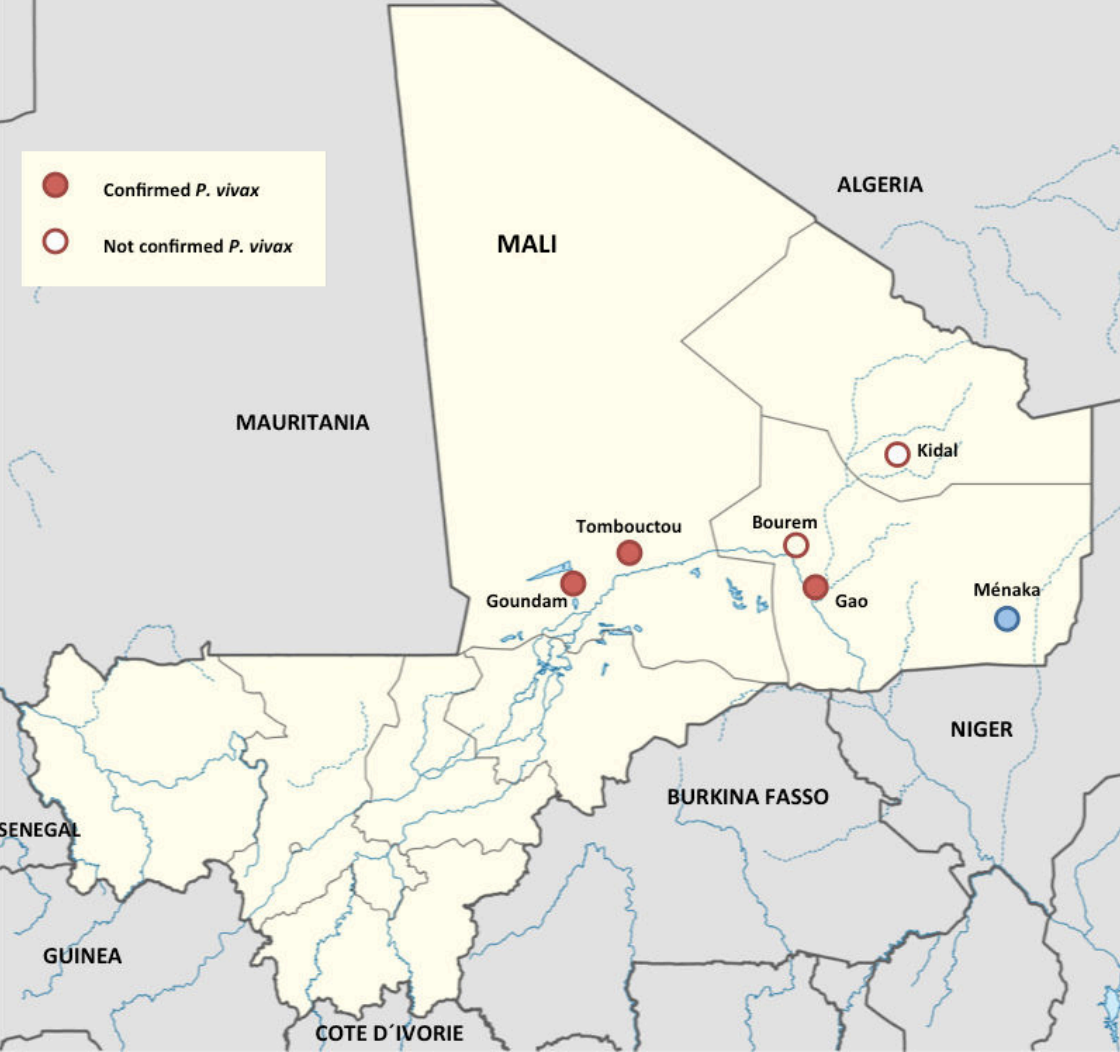 ALGERIA
Confirmed P. vivax
Not confirmed P. vivax
MALI
MAURITANIA
Kidal
Tombouctou
Bourem
Goundam
Gao
Ménaka
NIGER
BURKINA FASSO
SENEGAL
GUINEA
COTE D´IVORIE